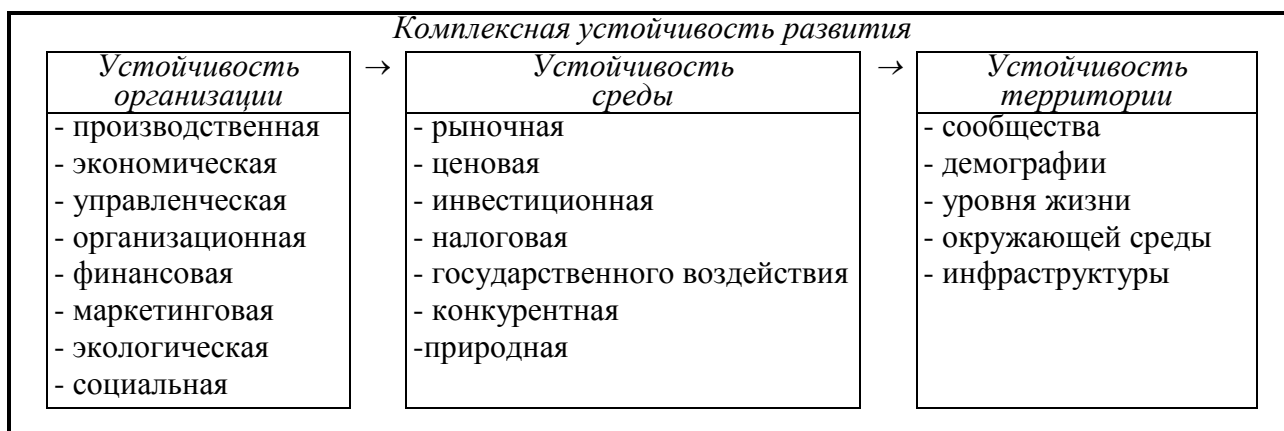 Комплексная устойчивость развития
Устойчивость
организации
- производственная
- экономическая
- управленческая
- организационная
- финансовая
- маркетинговая
- экологическая
- социальная
→
Устойчивость
среды
- рыночная
- ценовая
- инвестиционная
- налоговая
- государственного воздействия
- конкурентная
-природная
→
Устойчивость
территории
- сообщества
- демографии
- уровня жизни
- окружающей среды
- инфраструктуры